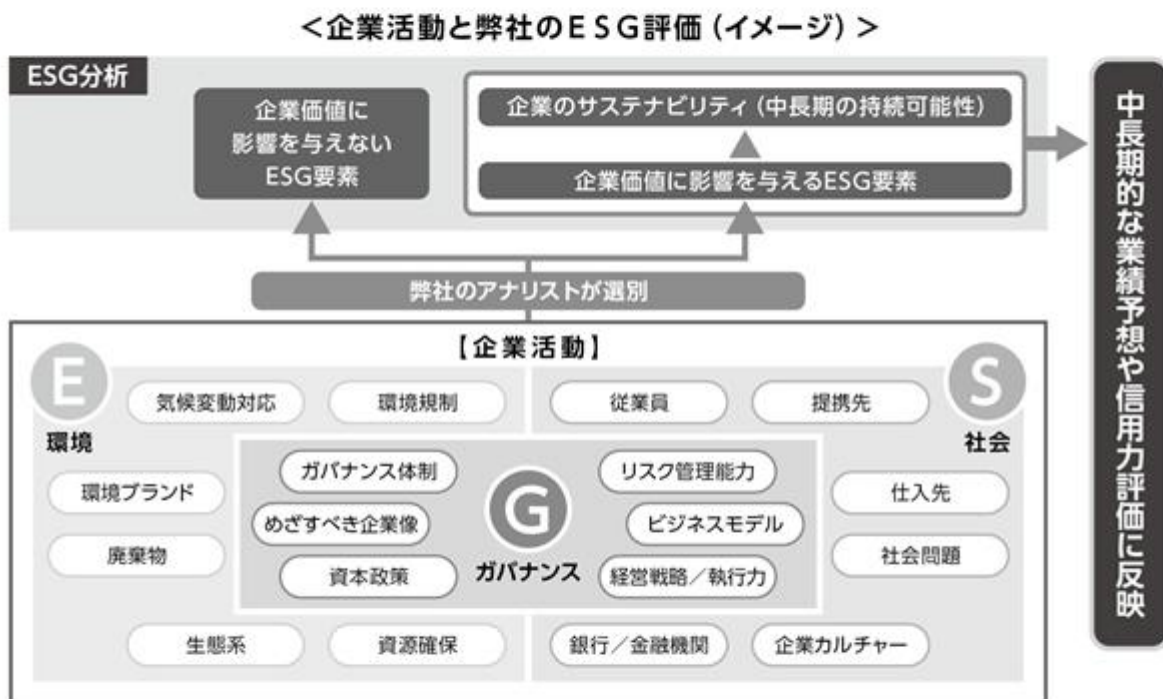 ＜企業活動と弊社のＥＳＧ評価（イメージ）＞
ESG分析
企業価値に
影響を与えない
ESG要素
企業のサステナビリティ（中長期の持続可能性）
企業価値に影響を与えるESG要素
中長期的な業績予想や信用力評価に反映
弊社のアナリストが選別
【企業活動】
E
環境
S
社会
気候変動対応
環境規制
従業員
提携先
環境ブランド
廃棄物
ガバナンス体制
めざすべき企業像
資本政策
G
ガバナンス
リスク管理能力
ビジネスモデル
経営戦略／執行力
仕入先
社会問題
生態系
資源確保
銀行／金融機関
企業カルチャー